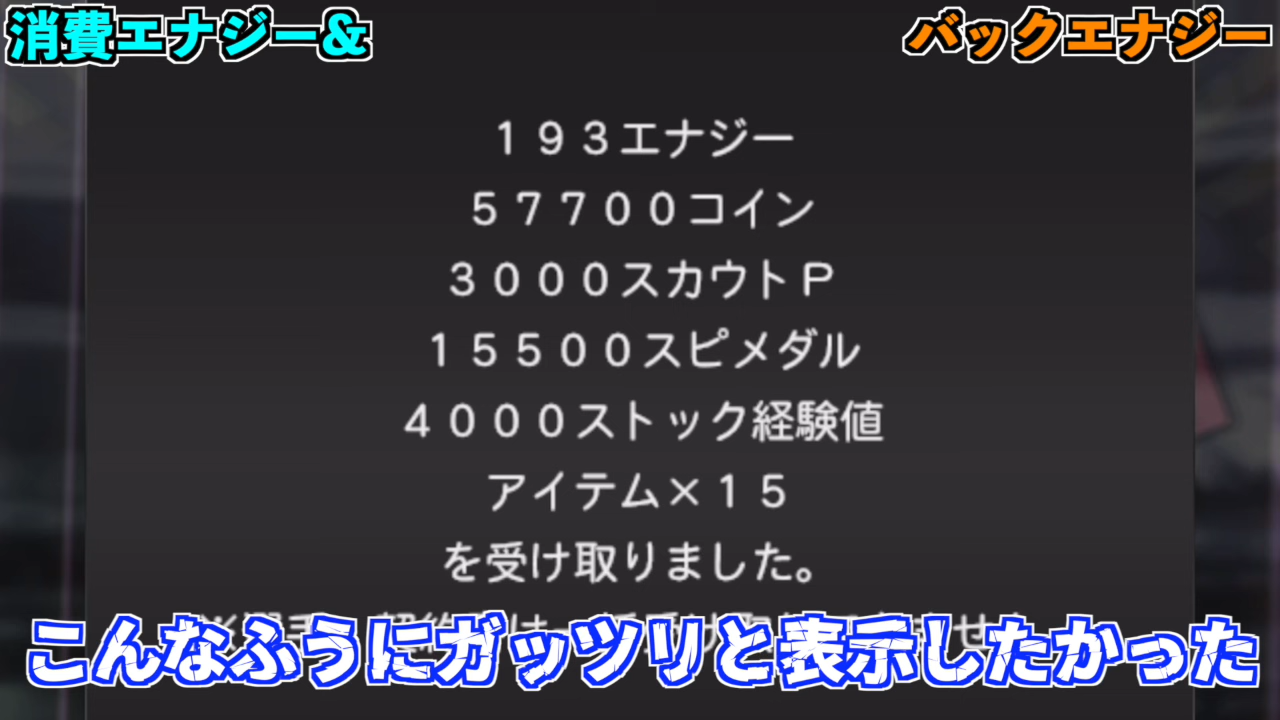 消費エナジー&
バックエナジー
１９３エナジー
５７７００コイン
３０００スカウトＰ
１５５００スピメダル
４０００ストック経験値
アイテム×１５
を受け取りました。
こんなふうにガッツリと表示したかった